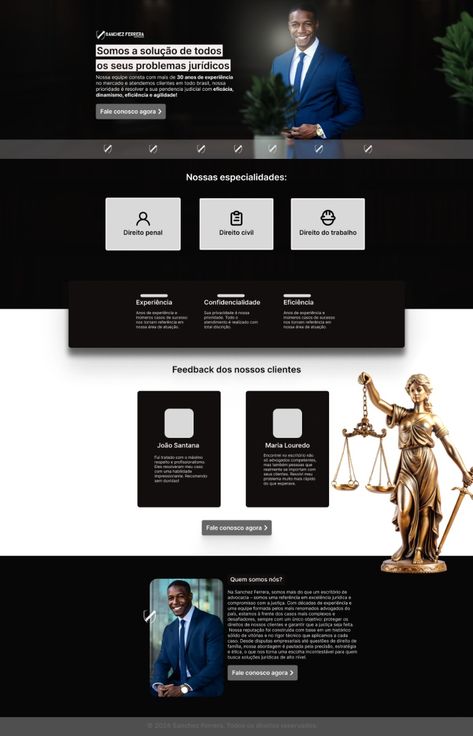 SANCHEZ FERRERA
Somos a solução de todos
os seus problemas jurídicos
Nossa equipe consta com mais de 30 anos de experiência
no mercado e atendemos clientes em todo brasil, nossa
prioridade é resolver a sua pendencia judicial com eficácia,
dinamismo, eficiência e agilidade!
Fale conosco agora
Nossas especialidades:
Direito penal
Direito civil
Direito do trabalho
Experiência
Anos de experiência e
inúmeros casos de sucesso
nos tornam referência em
nossa área de atuação.
Confidencialidade
Sua privacidade é nossa
prioridade. Todo o
atendimento é realizado com
total discrição.
Eficiência
Anos de experiência e
inúmeros casos de sucesso
nos tornam referência em
nossa área de atuação.
Feedback dos nossos clientes
João Santana
Fui tratado com o máximo
respeito e profissionalismo.
Eles resolveram meu caso
com uma habilidade
impressionante. Recomendo
sem dúvidas!
Maria Louredo
Encontrei no escritório não
só advogados competentes,
mas também pessoas que
realmente se importam com
seus clientes. Resolvi meu
problema muito mais rápido
do que esperava.
Fale conosco agora
Quem somos nós?
Na Sanchez Ferrera, somos mais do que um escritório de
advocacia – somos uma referência em excelência jurídica e
compromisso com a justiça. Com décadas de experiência e
uma equipe formada pelos mais renomados advogados do
país, estamos à frente dos casos mais complexos e
desafiadores, sempre com um único objetivo: proteger os
direitos de nossos clientes e garantir que a justiça seja feita.
Nossa reputação foi construída com base em um histórico
sólido de vitórias e no rigor técnico que aplicamos a cada
caso. Desde disputas empresariais até questões de direito de
família, nossa abordagem é pautada pela precisão, estratégia
e ética, o que nos torna uma escolha incontestável para quem
busca soluções jurídicas de alto nível.
Fale conosco agora
© 2024 Sanchez Ferrera. Todos os direitos reservados.